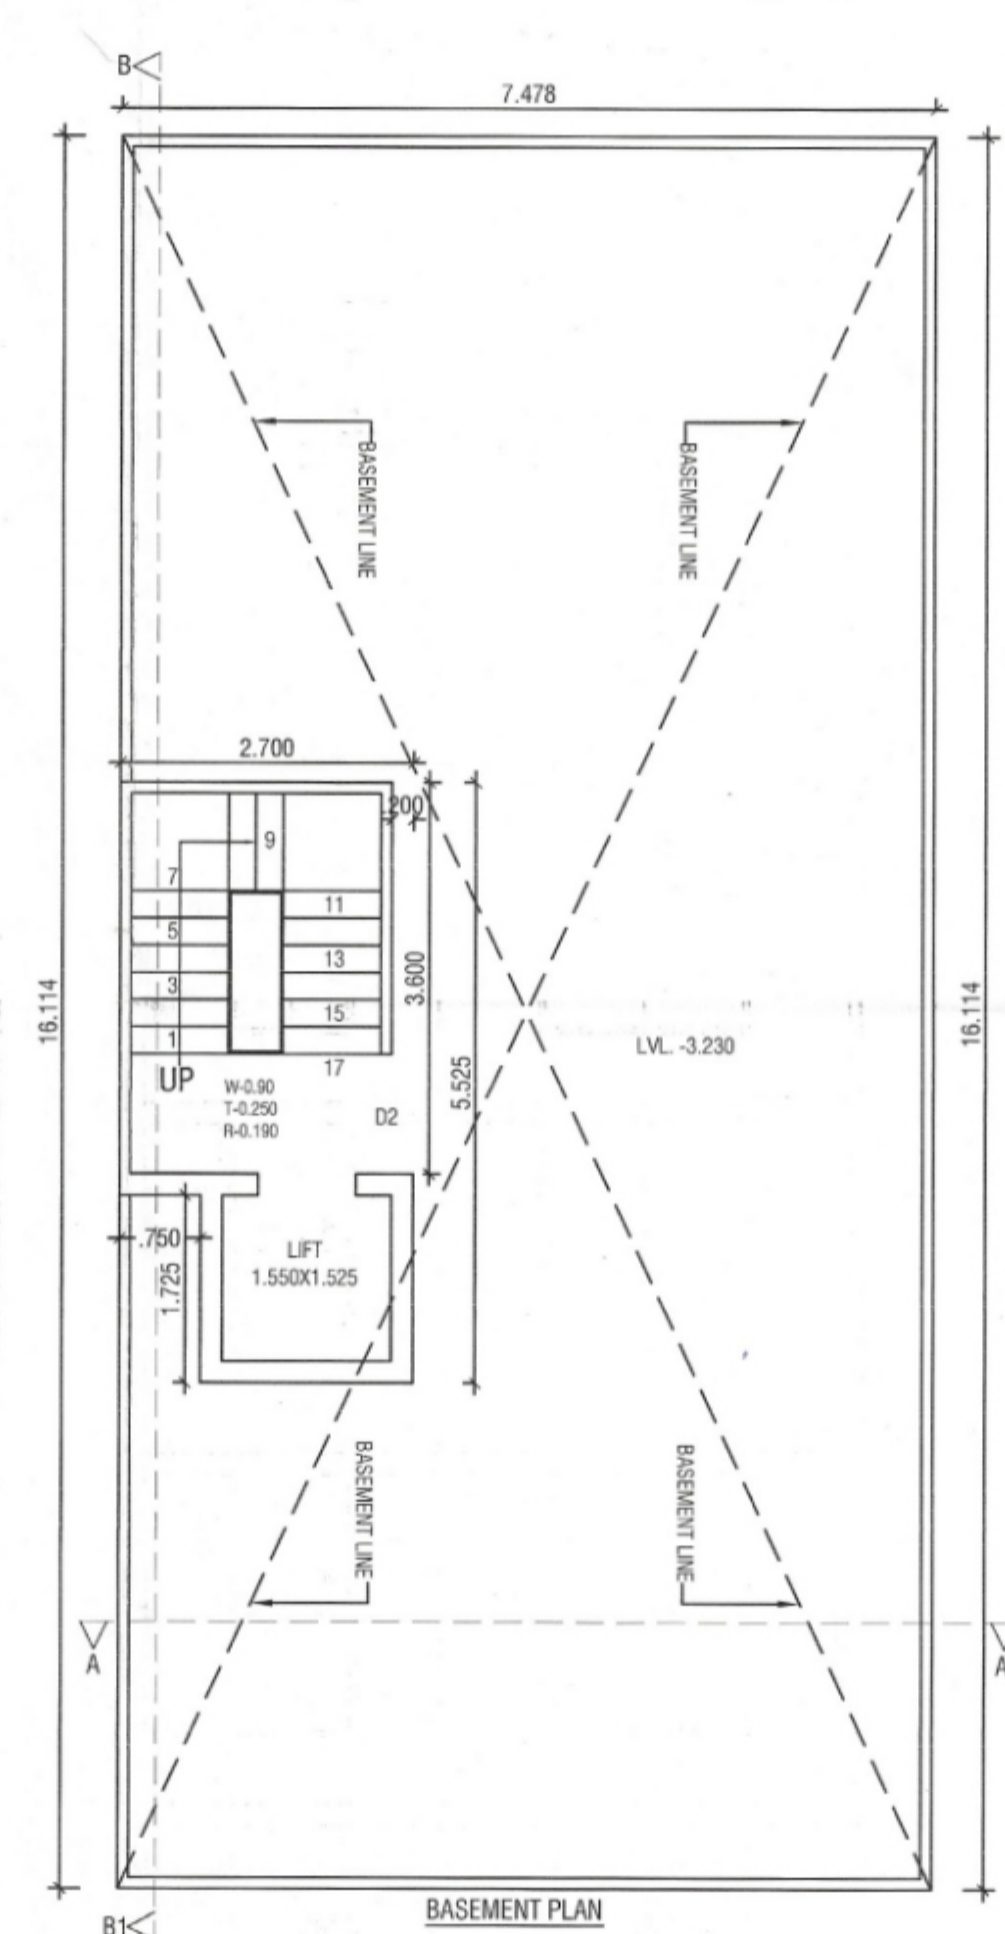 B
7.478
BASEMENT LINE
BASEMENT LINE
2.700
.200
9
7
11
5
13
3
15
1
17
3.600
16.114
16.114
LVL. -3.230
5.525
UP
W-0.90
T-0.250
R-0.190
D2
.750
LIFT
1.550X1.525
1.725
BASEMENT LINE
BASEMENT LINE
A
A
BASEMENT PLAN
B1